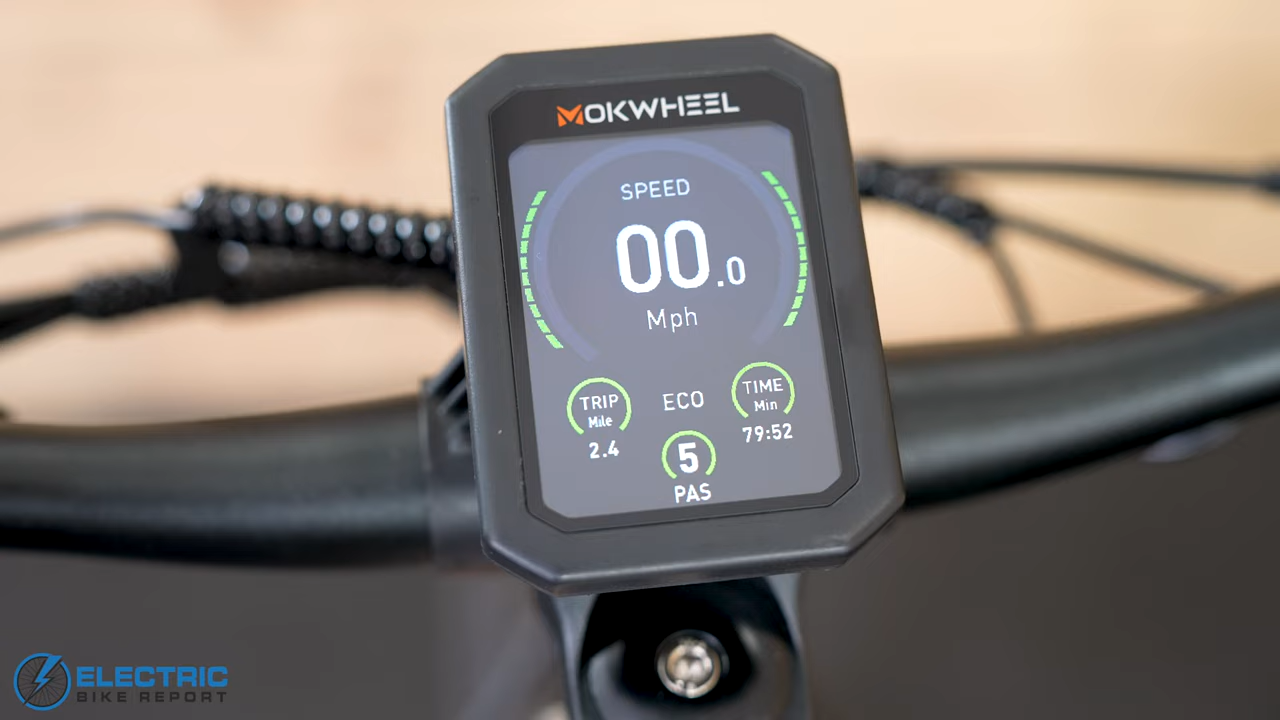 MOKWHEEL
SPEED
00.0
Mph
TRIP
Mile
2.4
ECO
TIME
Min
79:52
5
PAS
ELECTRIC
BIKE REPORT